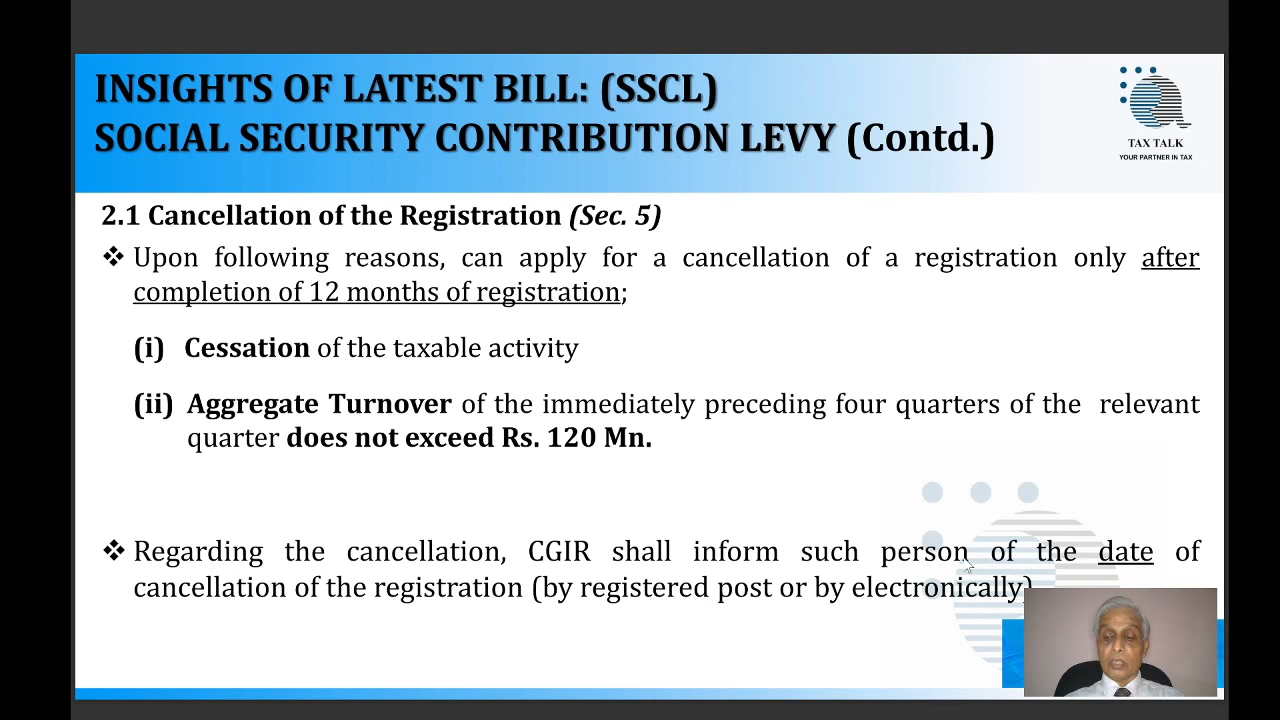 INSIGHTS OF LATEST BILL: (SSCL)
SOCIAL SECURITY CONTRIBUTION LEVY (Contd.)
TAX TALK
YOUR PARTNER IN TAX
2.1 Cancellation of the Registration (Sec. 5)
❖ Upon following reasons, can apply for a cancellation of a registration only after
completion of 12 months of registration;
(i) Cessation of the taxable activity
(ii) Aggregate Turnover of the immediately preceding four quarters of the relevant
quarter does not exceed Rs. 120 Mn.
❖ Regarding the cancellation, CGIR shall inform such person of the date of
cancellation of the registration (by registered post or by electronically)